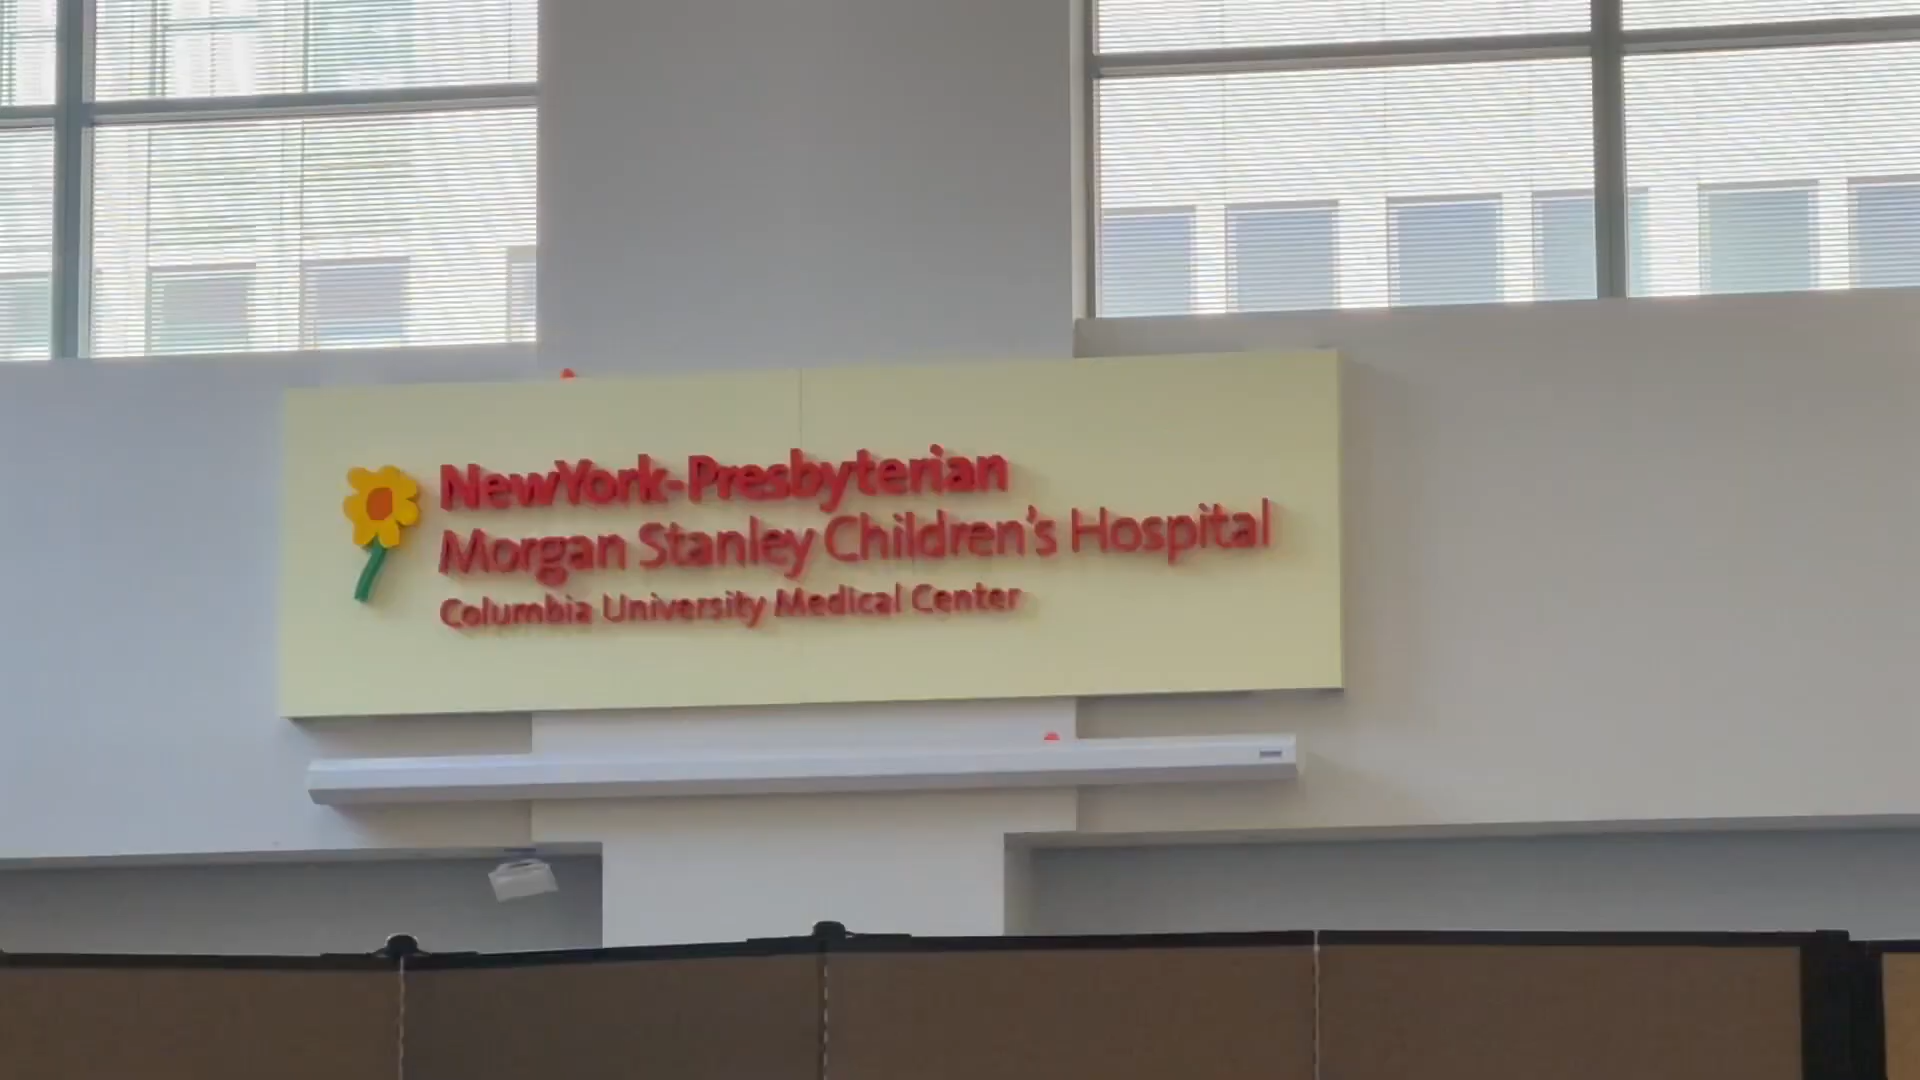 NewYork-Presbyterian
Morgan Stanley Children's Hospital
Columbia University Medical Center